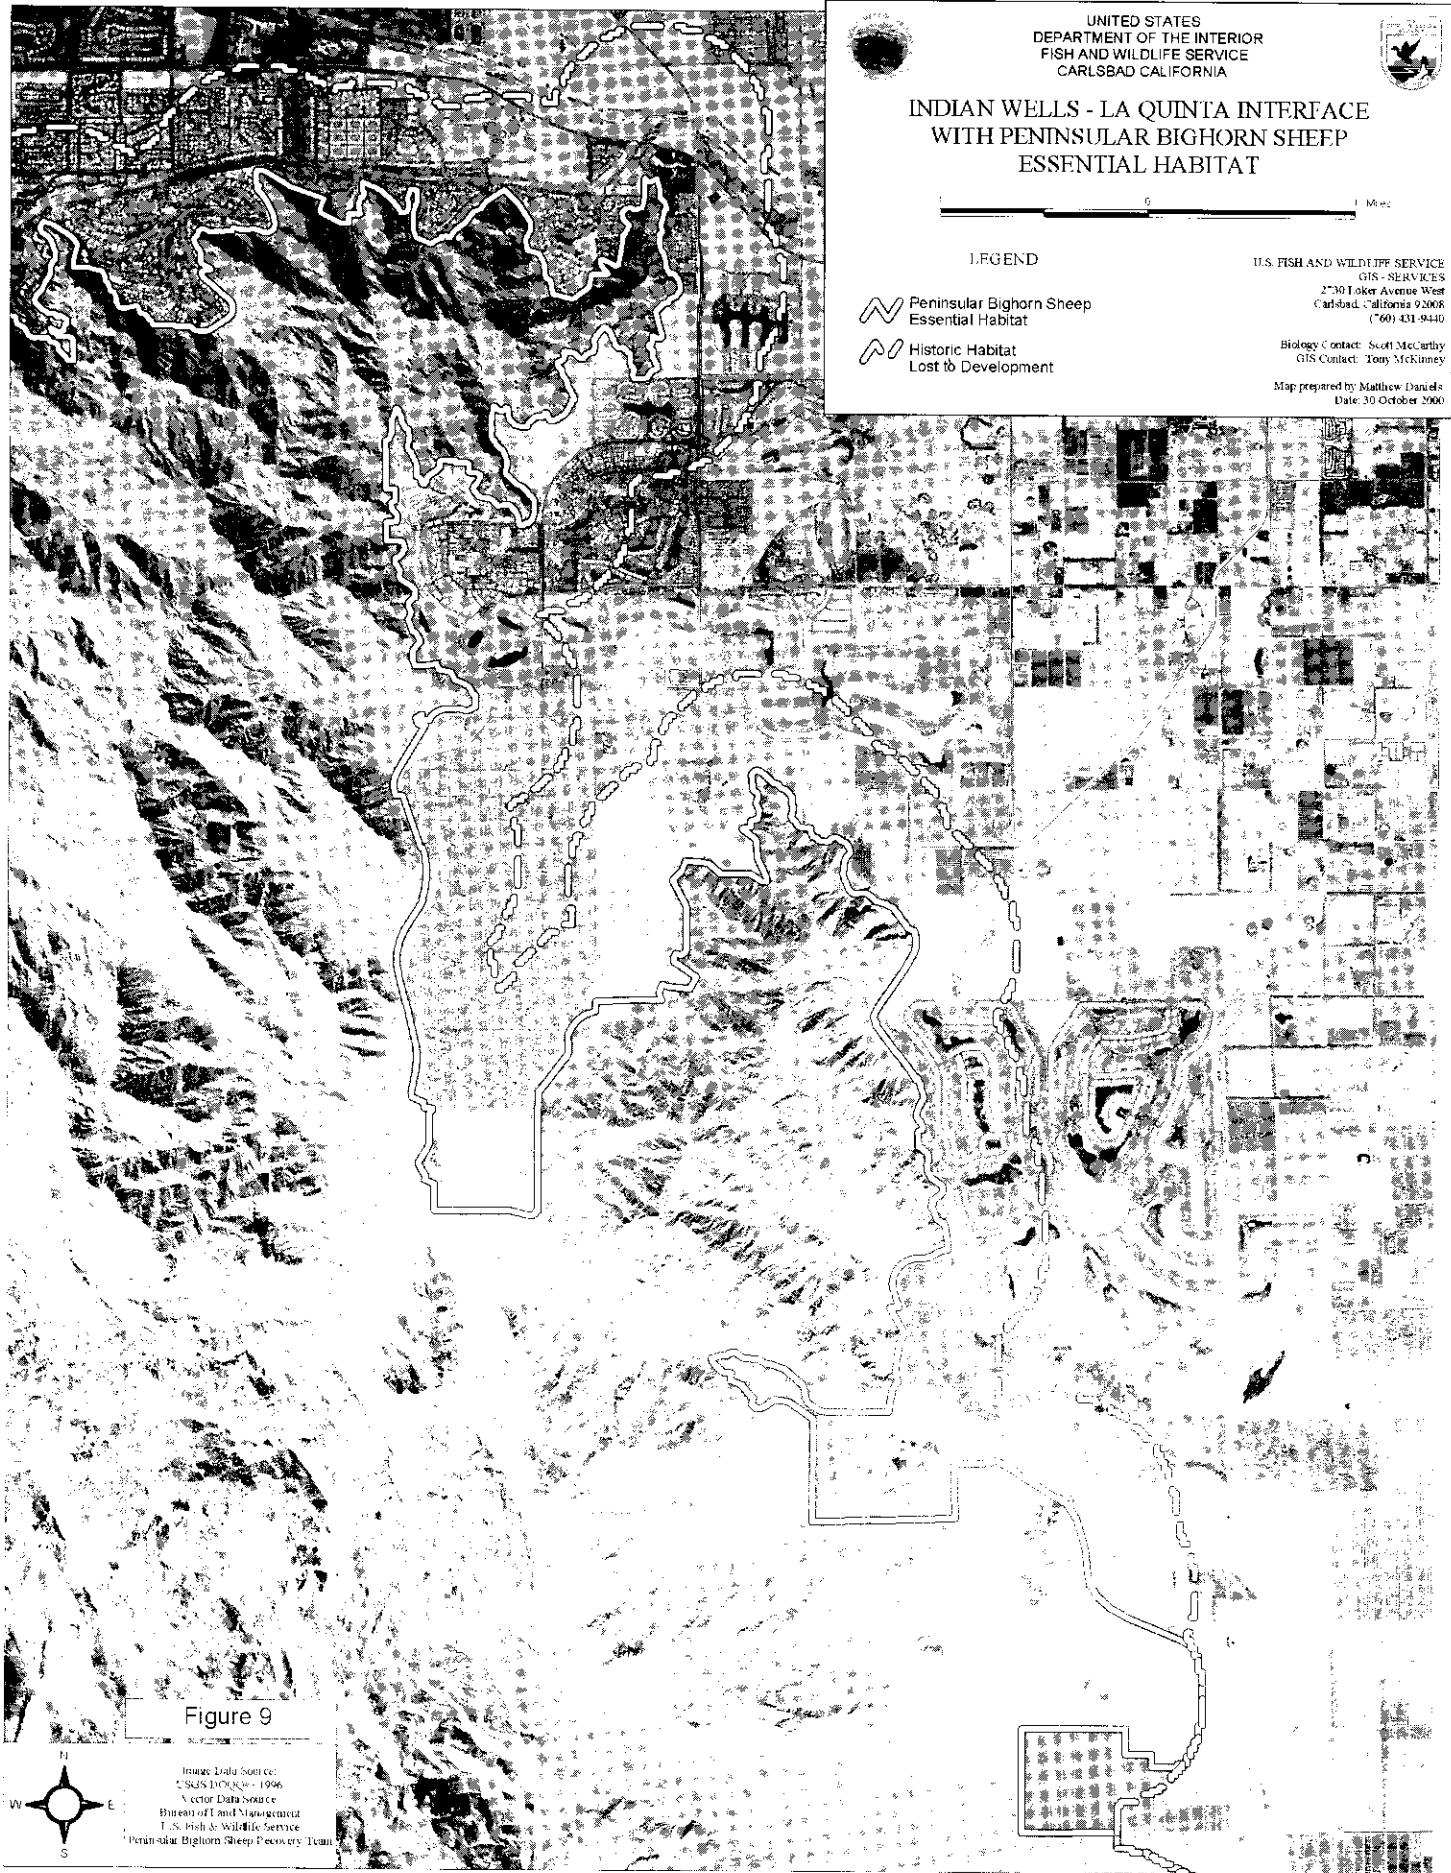 UNITED STATES
DEPARTMENT OF THE INTERIOR
FISH AND WILDLIFE SERVICE
CARLSBAD CALIFORNIA
INDIAN WELLS - LA QUINTA INTERFACE
WITH PENINSULAR BIGHORN SHEEP
ESSENTIAL HABITAT
1 0 1 Miles
LEGEND
Peninsular Bighorn Sheep
Essential Habitat
Historic Habitat
Lost to Development
U.S. FISH AND WILDLIFE SERVICE
GIS - SERVICES
2730 Loker Avenue West
Carlsbad, California 92008
(760) 431-9440
Biology Contact: Scott McCarthy
GIS Contact: Tony McKinney
Map prepared by Matthew Daniels
Date: 30 October 2000
Figure 9
N
W E
S
Image Data Source:
USGS DOQQs - 1996
Vector Data Source
Bureau of Land Management
U.S. Fish & Wildlife Service
Peninsular Bighorn Sheep Recovery Team